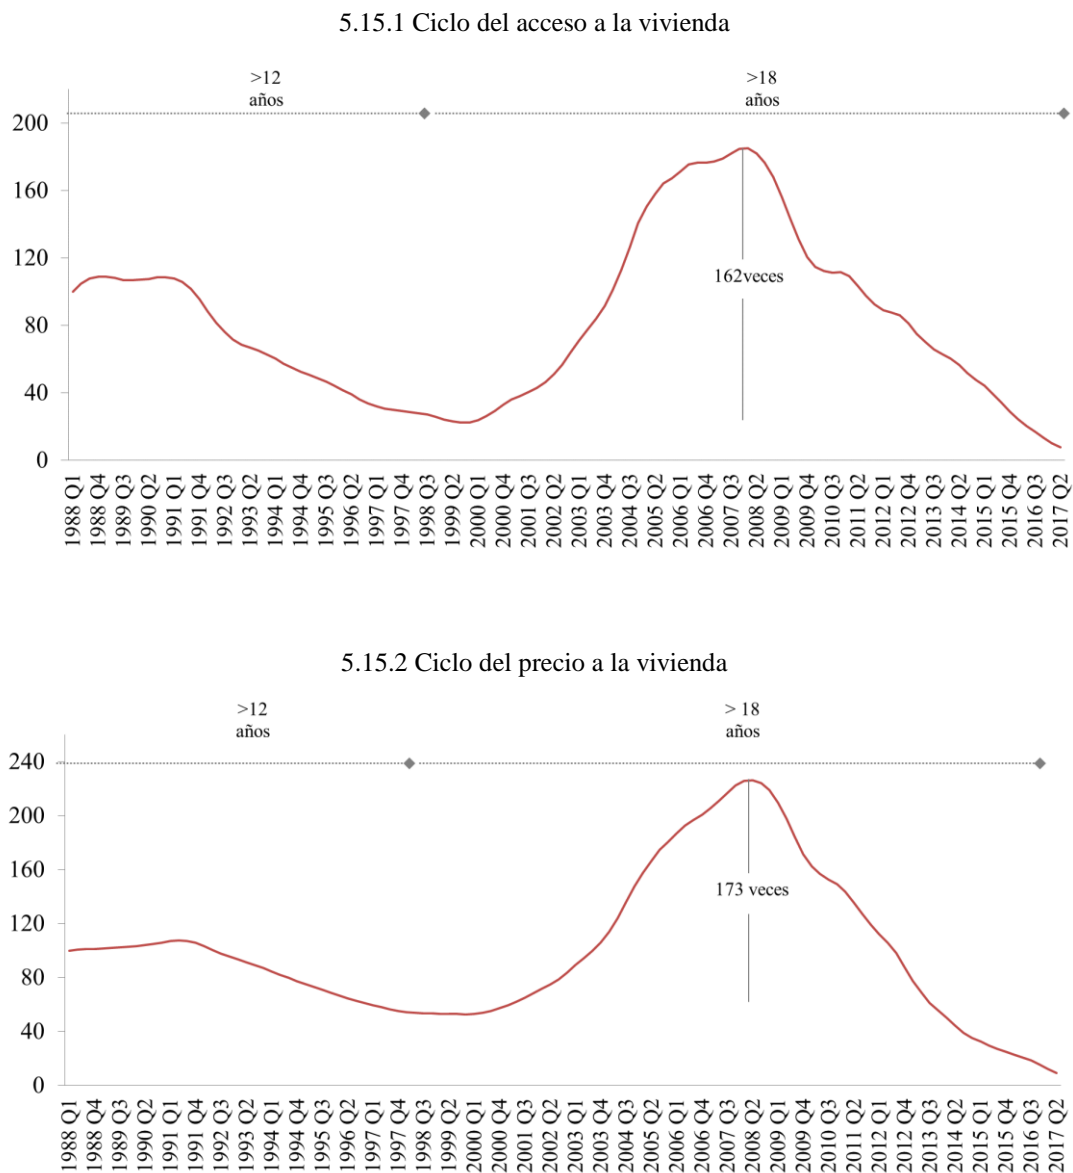 5.15.1 Ciclo del acceso a la vivienda
>12
años
>18
años
200
160
120
80
40
0
162veces
1988 Q1
1988 Q4
1989 Q3
1990 Q2
1991 Q1
1991 Q4
1992 Q3
1993 Q2
1994 Q1
1994 Q4
1995 Q3
1996 Q2
1997 Q1
1997 Q4
1998 Q3
1999 Q2
2000 Q1
2000 Q4
2001 Q3
2002 Q2
2003 Q1
2003 Q4
2004 Q3
2005 Q2
2006 Q1
2006 Q4
2007 Q3
2008 Q2
2009 Q1
2009 Q4
2010 Q3
2011 Q2
2012 Q1
2012 Q4
2013 Q3
2014 Q2
2015 Q1
2015 Q4
2016 Q3
2017 Q2
5.15.2 Ciclo del precio a la vivienda
>12
años
> 18
años
240
200
160
120
80
40
0
173 veces
1988 Q1
1988 Q4
1989 Q3
1990 Q2
1991 Q1
1991 Q4
1992 Q3
1993 Q2
1994 Q1
1994 Q4
1995 Q3
1996 Q2
1997 Q1
1997 Q4
1998 Q3
1999 Q2
2000 Q1
2000 Q4
2001 Q3
2002 Q2
2003 Q1
2003 Q4
2004 Q3
2005 Q2
2006 Q1
2006 Q4
2007 Q3
2008 Q2
2009 Q1
2009 Q4
2010 Q3
2011 Q2
2012 Q1
2012 Q4
2013 Q3
2014 Q2
2015 Q1
2015 Q4
2016 Q3
2017 Q2